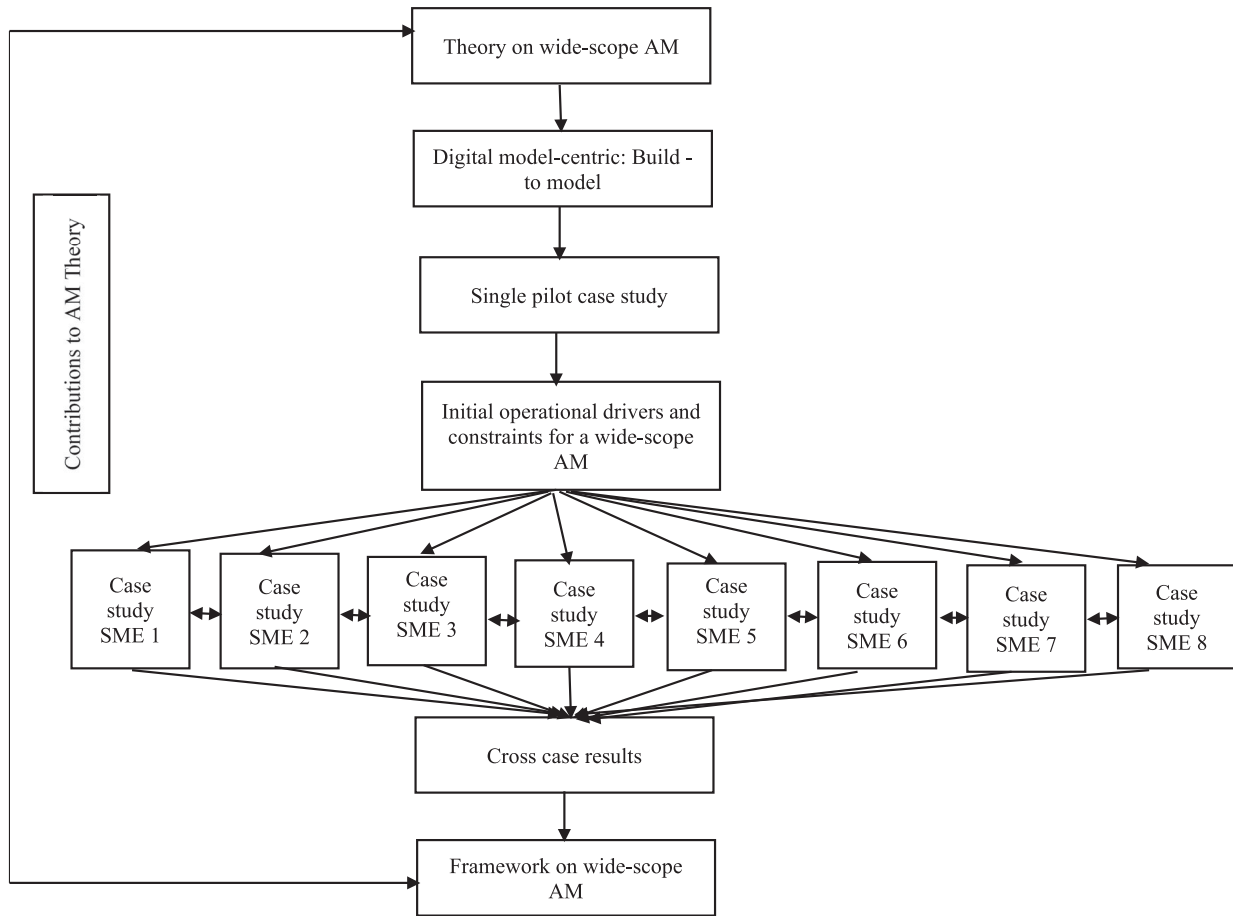 Theory on wide-scope AM
Digital model-centric: Build -
to model
Contributions to AM Theory
Single pilot case study
Initial operational drivers and
constraints for a wide-scope
AM
Case
study
SME 1
Case
study
SME 2
Case
study
SME 3
Case
study
SME 4
Case
study
SME 5
Case
study
SME 6
Case
study
SME 7
Case
study
SME 8
Cross case results
Framework on wide-scope
AM